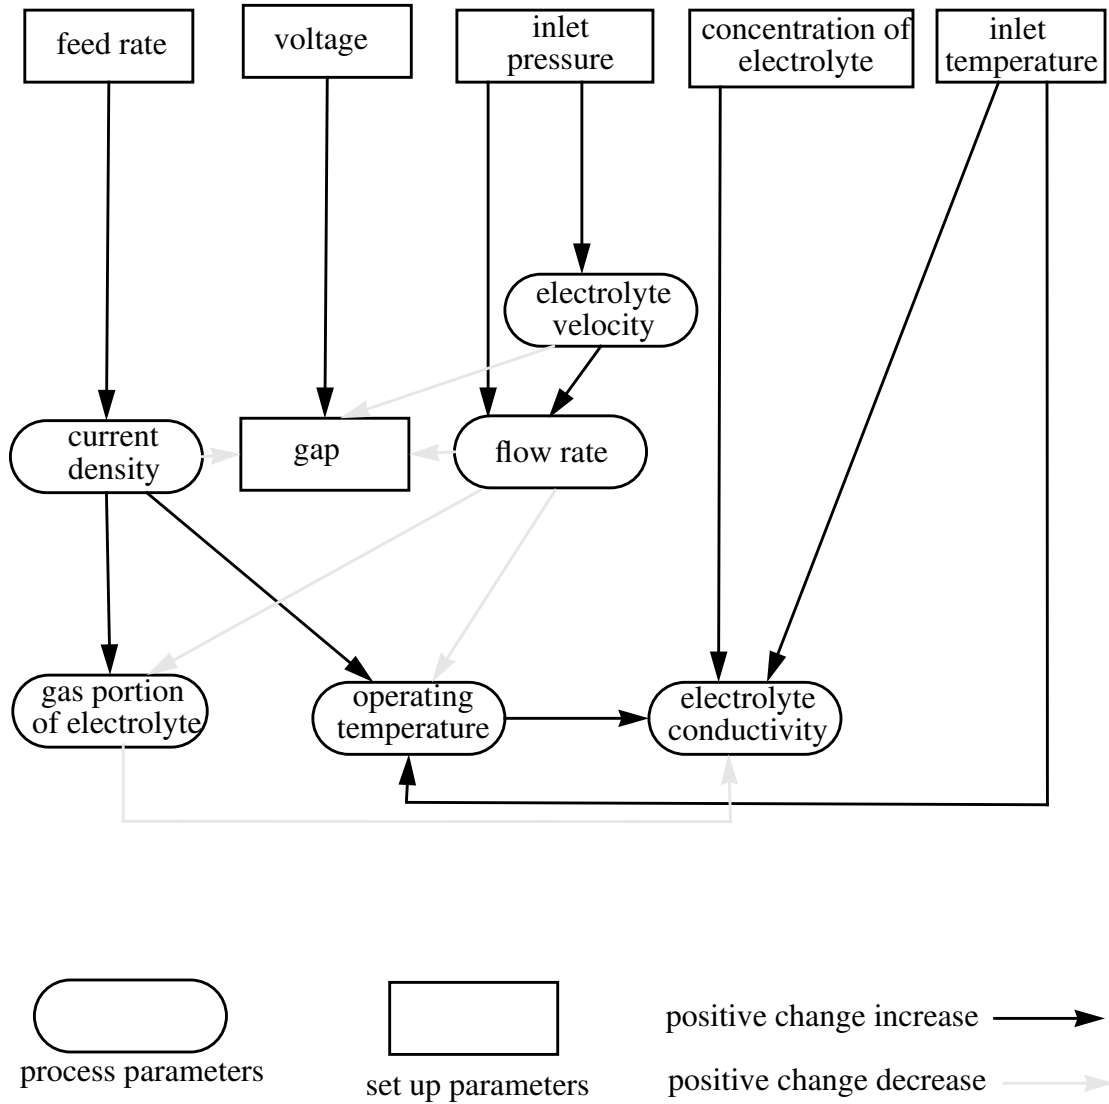 feed rate
voltage
inlet
pressure
concentration of
electrolyte
inlet
temperature
electrolyte
velocity
current
density
gap
flow rate
gas portion
of electrolyte
operating
temperature
electrolyte
conductivity
process parameters
set up parameters
positive change increase
positive change decrease